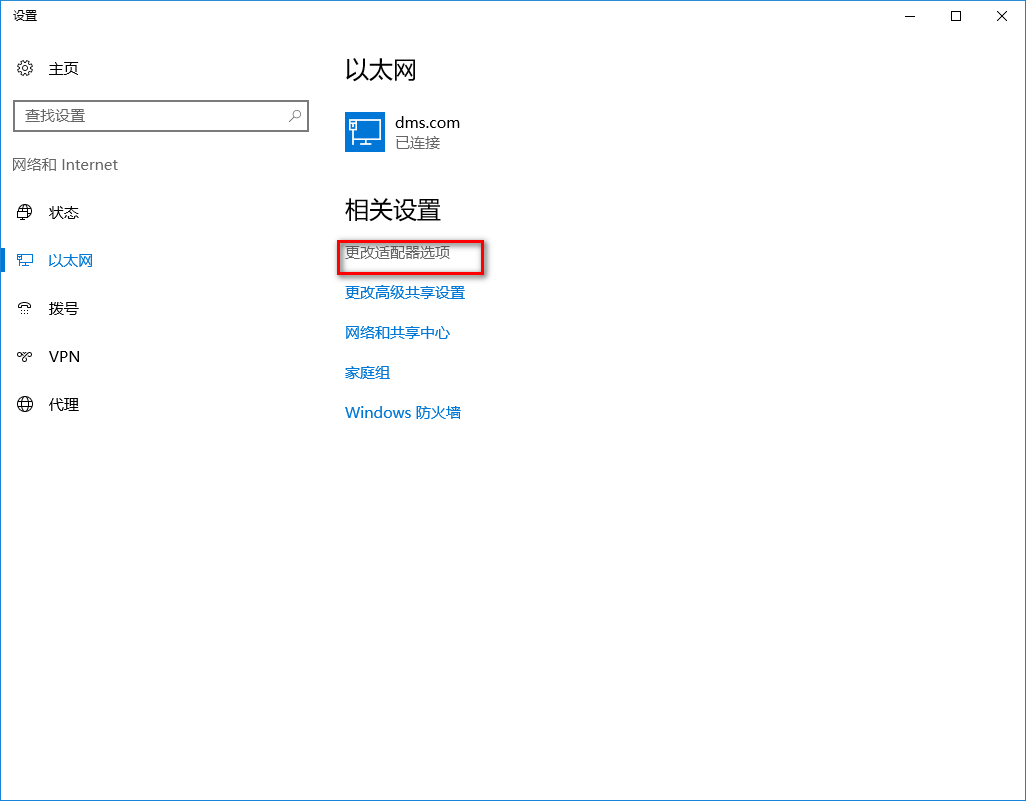 设置
主页
查找设置
网络和 Internet
状态
以太网
拨号
VPN
代理
以太网
dms.com
已连接
相关设置
更改适配器选项
更改高级共享设置
网络和共享中心
家庭组
Windows 防火墙